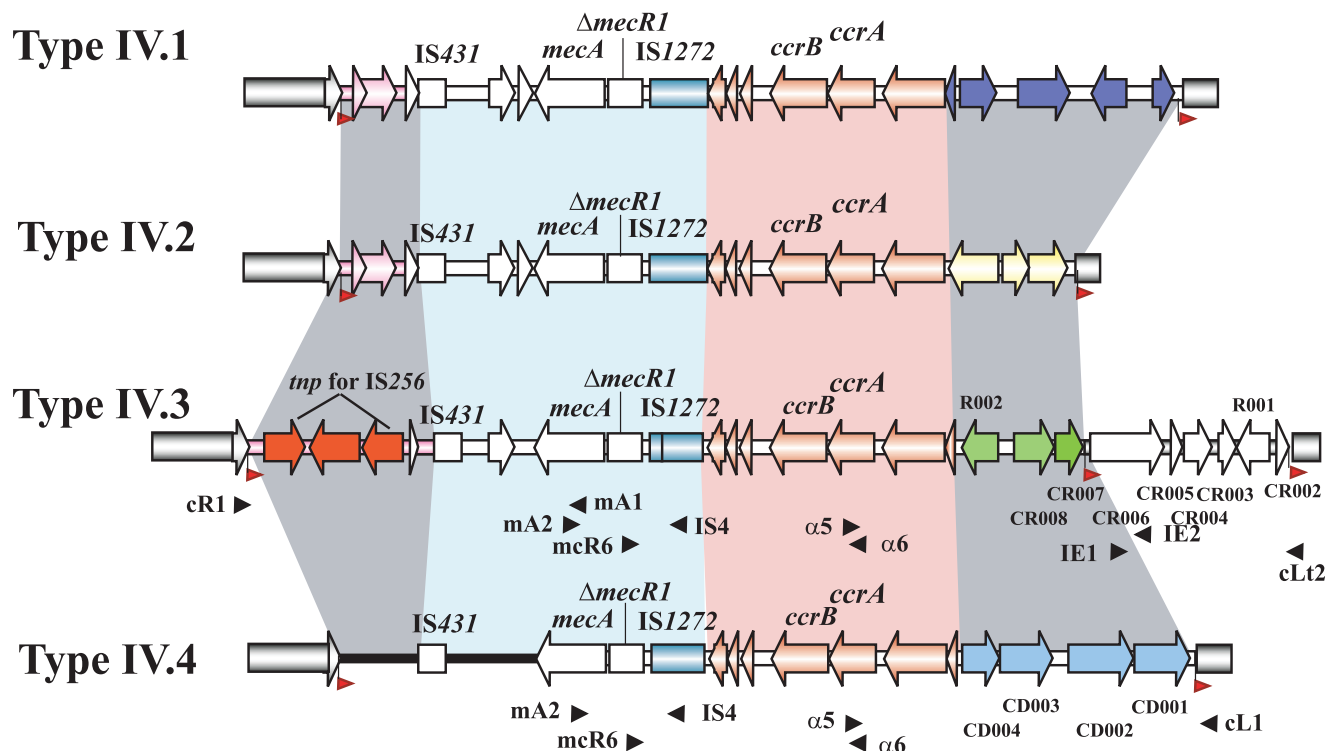 Type IV.1
IS431
mecA
ΔmecR1
IS1272
ccrB
ccrA
Type IV.2
IS431
mecA
ΔmecR1
IS1272
ccrB
ccrA
Type IV.3
tnp for IS256
IS431
mecA
ΔmecR1
IS1272
ccrB
ccrA
R002
R001
CR007
CR005
CR003
CR002
CR008
CR006
CR004
cR1
mA1
mA2
IS4
α5
mcR6
α6
IE2
IE1
cLt2
Type IV.4
IS431
mecA
ΔmecR1
IS1272
ccrB
ccrA
CD003
CD001
CD004
CD002
mA2
IS4
α5
cL1
mcR6
α6